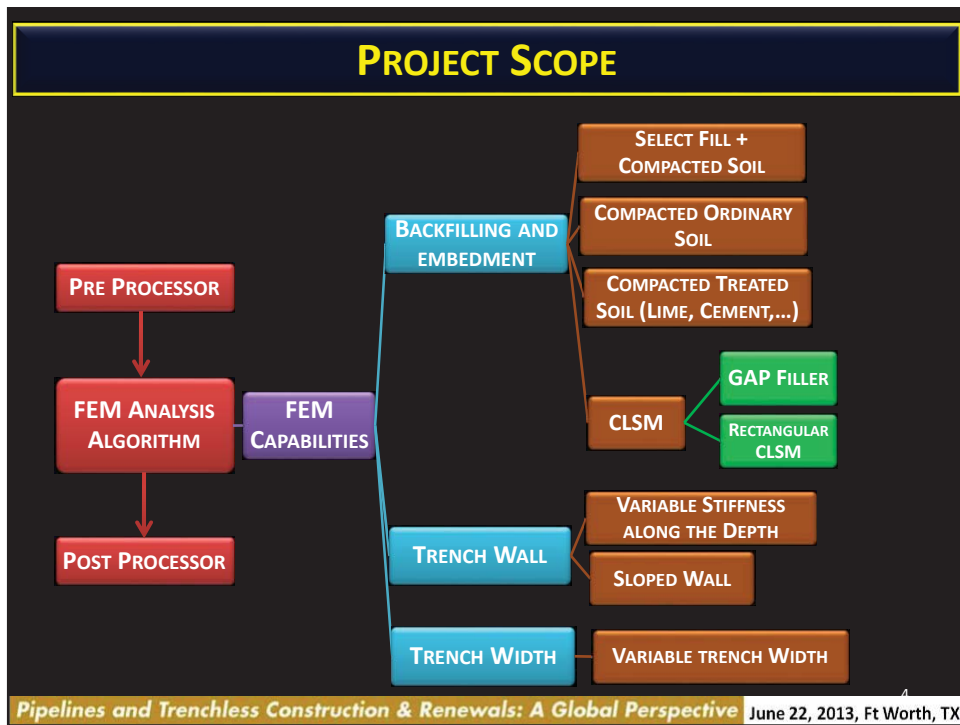 PROJECT SCOPE
SELECT FILL +
COMPACTED SOIL
BACKFILLING AND
EMBEDMENT
COMPACTED ORDINARY
SOIL
PRE PROCESSOR
COMPACTED TREATED
SOIL (LIME, CEMENT,...)
FEM ANALYSIS
ALGORITHM
FEM
CAPABILITIES
CLSM
GAP FILLER
RECTANGULAR
CLSM
POST PROCESSOR
TRENCH WALL
VARIABLE STIFFNESS
ALONG THE DEPTH
SLOPED WALL
TRENCH WIDTH
VARIABLE TRENCH WIDTH
4
Pipelines and Trenchless Construction & Renewals: A Global Perspective
June 22, 2013, Ft Worth, TX